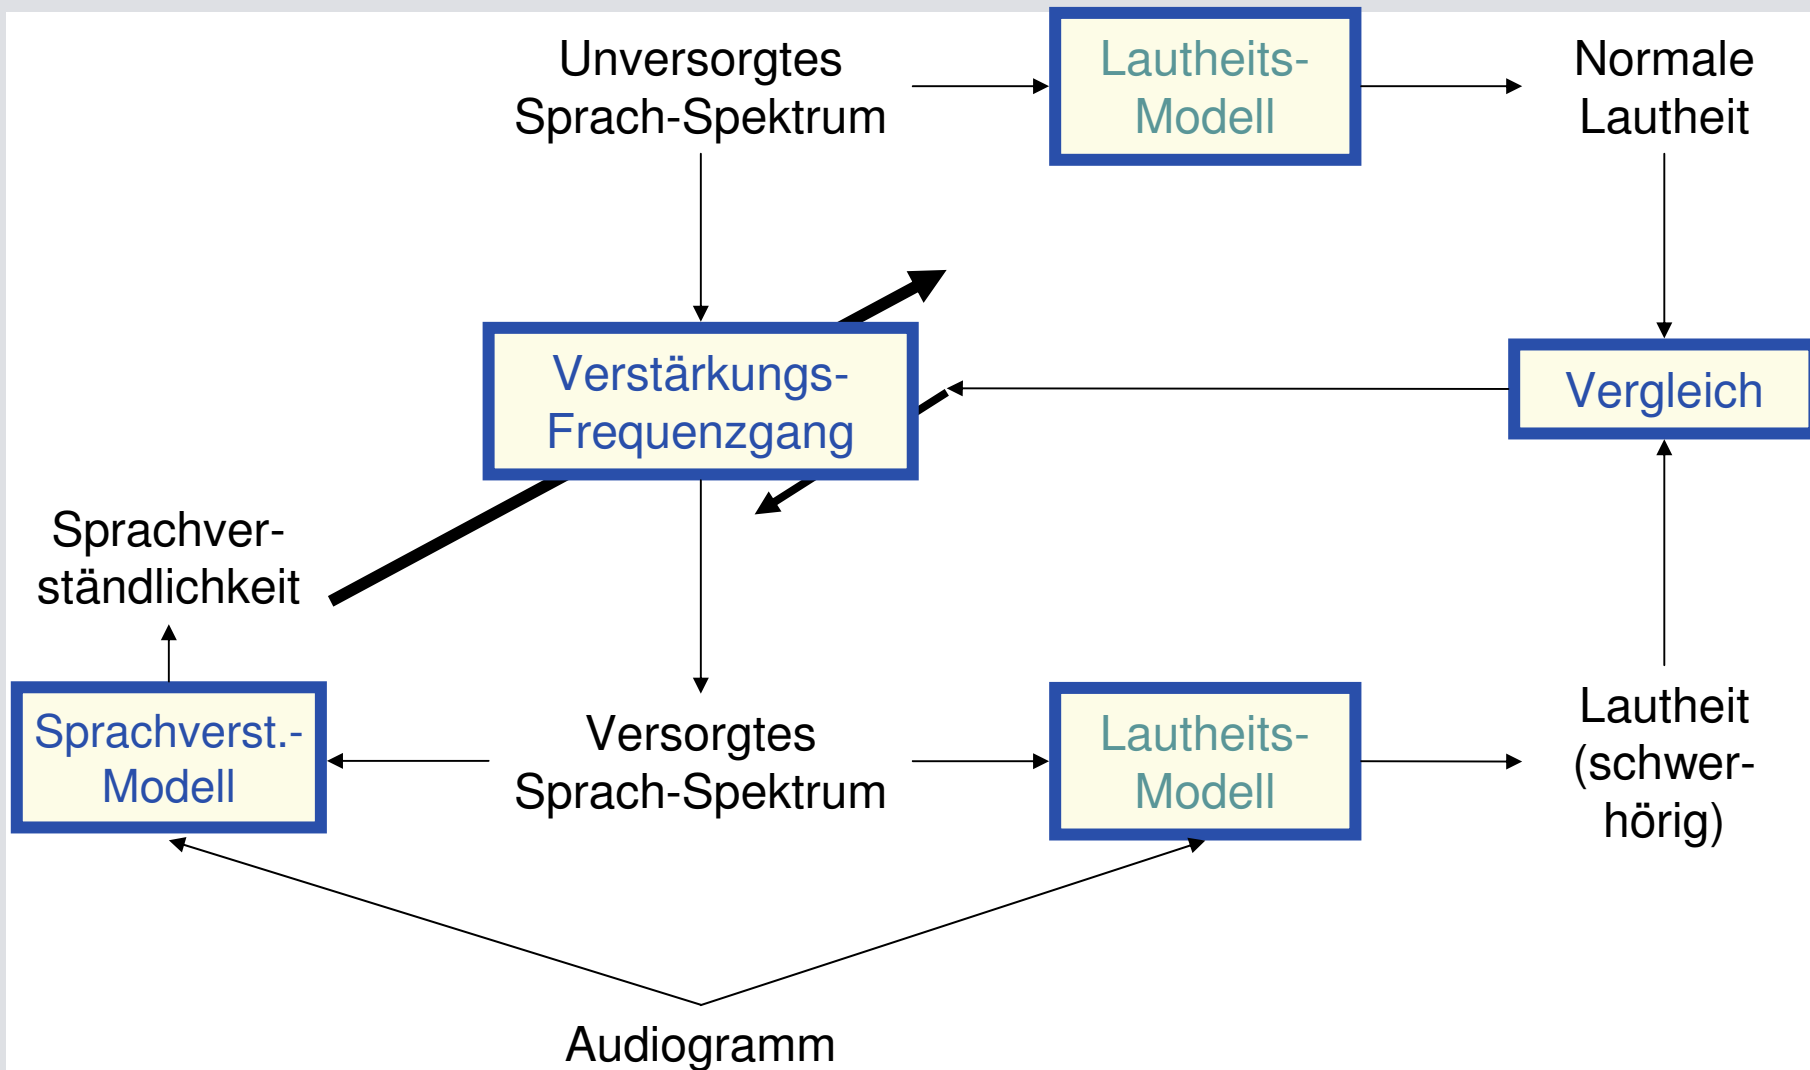 Unversorgtes
Sprach-Spektrum
Lautheits-
Modell
Normale
Lautheit
Verstärkungs-
Frequenzgang
Vergleich
Sprachver-
ständlichkeit
Sprachverst.-
Modell
Versorgtes
Sprach-Spektrum
Lautheits-
Modell
Lautheit
(schwer-
hörig)
Audiogramm